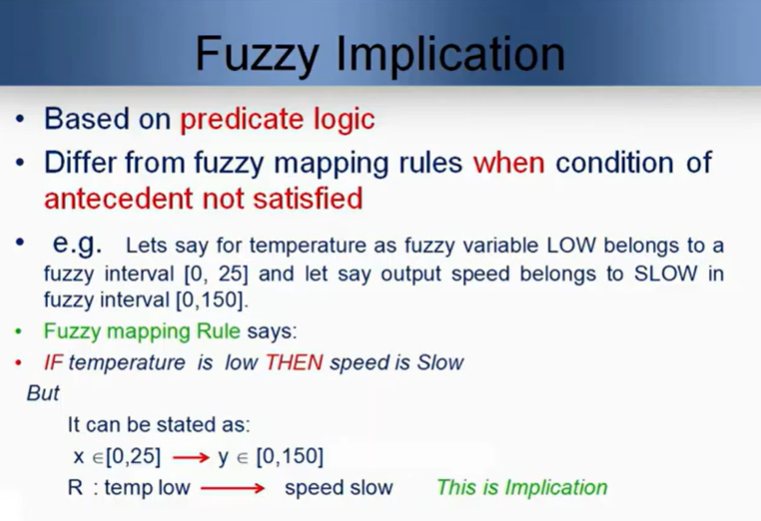 Fuzzy Implication
• Based on predicate logic
• Differ from fuzzy mapping rules when condition of
antecedent not satisfied
• e.g. Lets say for temperature as fuzzy variable LOW belongs to a
fuzzy interval [0, 25] and let say output speed belongs to SLOW in
fuzzy interval [0,150].
• Fuzzy mapping Rule says:
• IF temperature is low THEN speed is Slow
But
It can be stated as:
x ∈[0,25] ⟶ y ∈ [0,150]
R : temp low ⟶ speed slow This is Implication